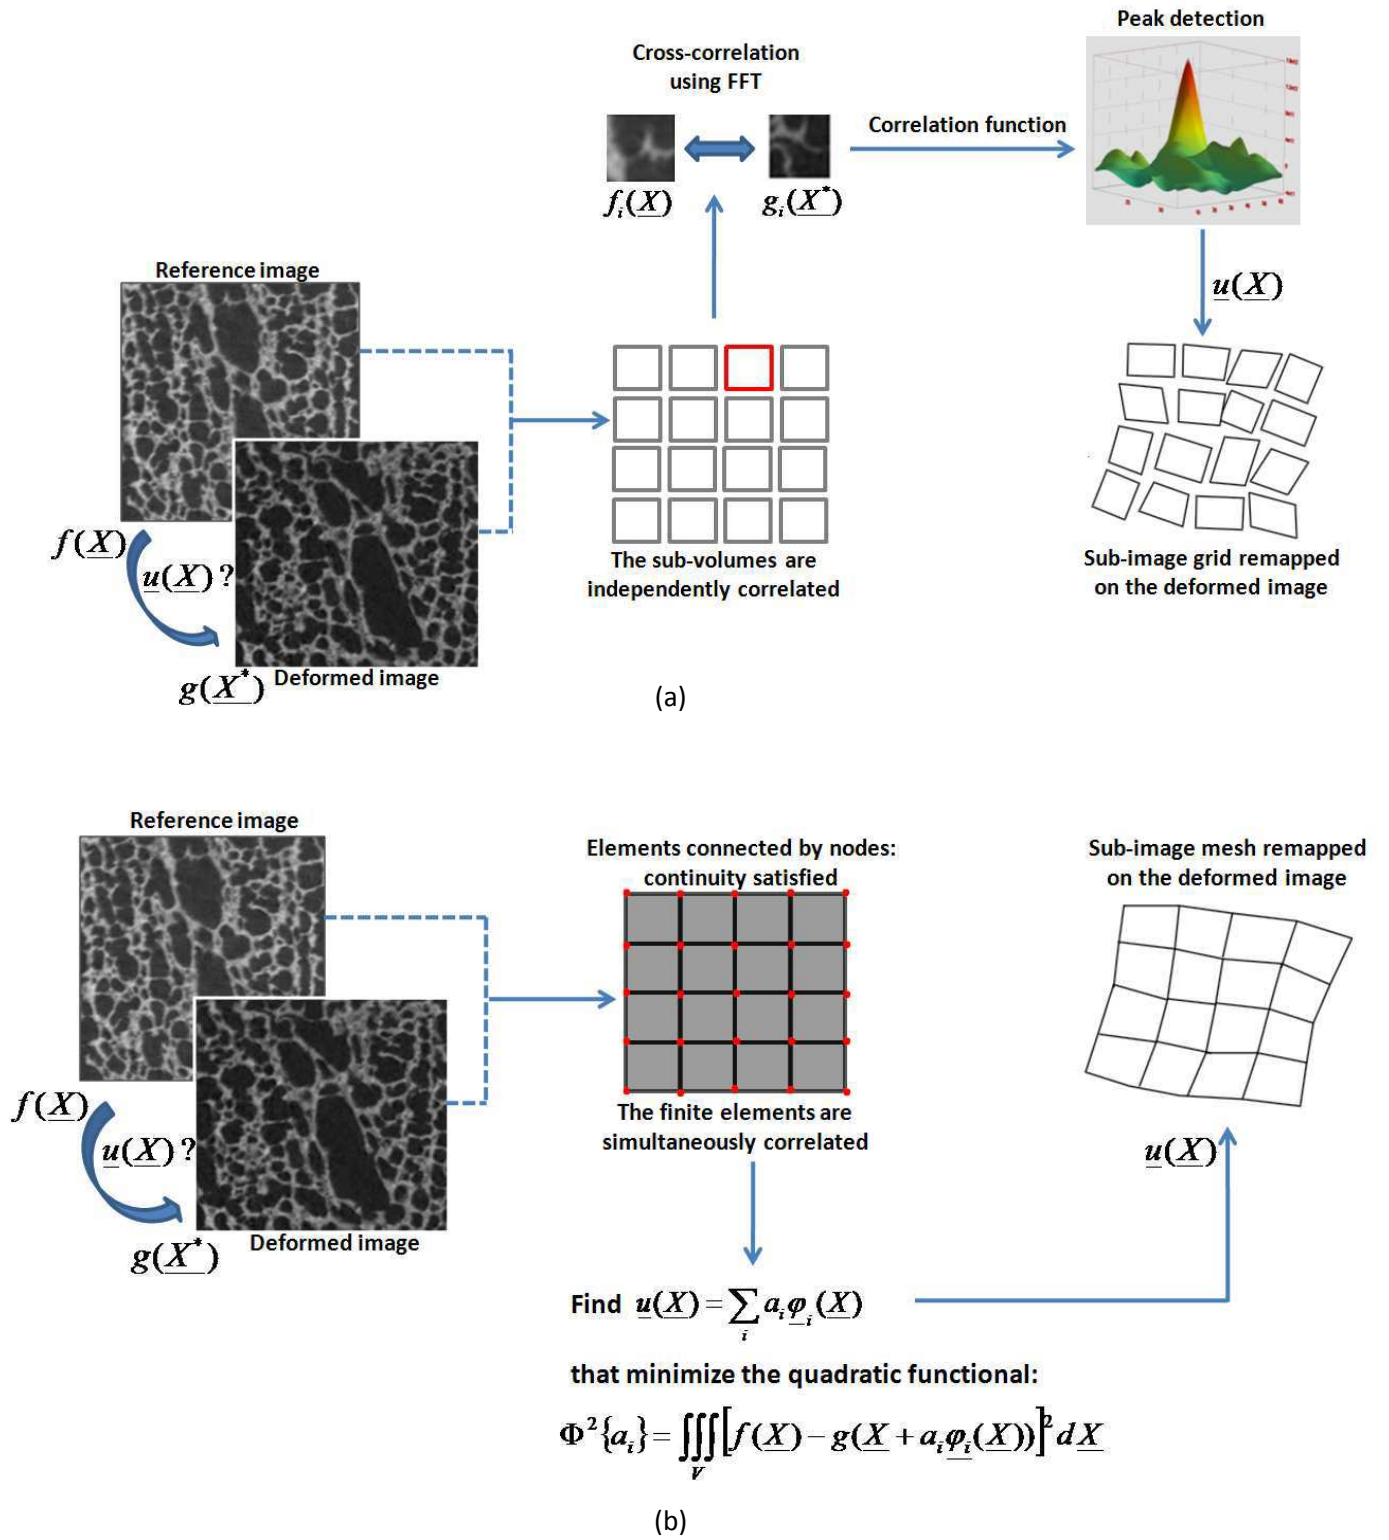 Peak detection
Cross-correlation
using FFT
Correlation function
f_i(X)
g_i(X*)
u(X)
Reference image
f(X)
u(X) ?
g(X*)
Deformed image
The sub-volumes are
independently correlated
Sub-image grid remapped
on the deformed image
(a)
Reference image
Elements connected by nodes:
continuity satisfied
Sub-image mesh remapped
on the deformed image
f(X)
u(X) ?
g(X*)
Deformed image
The finite elements are
simultaneously correlated
u(X)
Find u(X) = ∑_i a_i φ_i(X)
that minimize the quadratic functional:
Φ²{a_i} = ∭_V [f(X) − g(X + a_i φ_i(X))]² dX
(b)